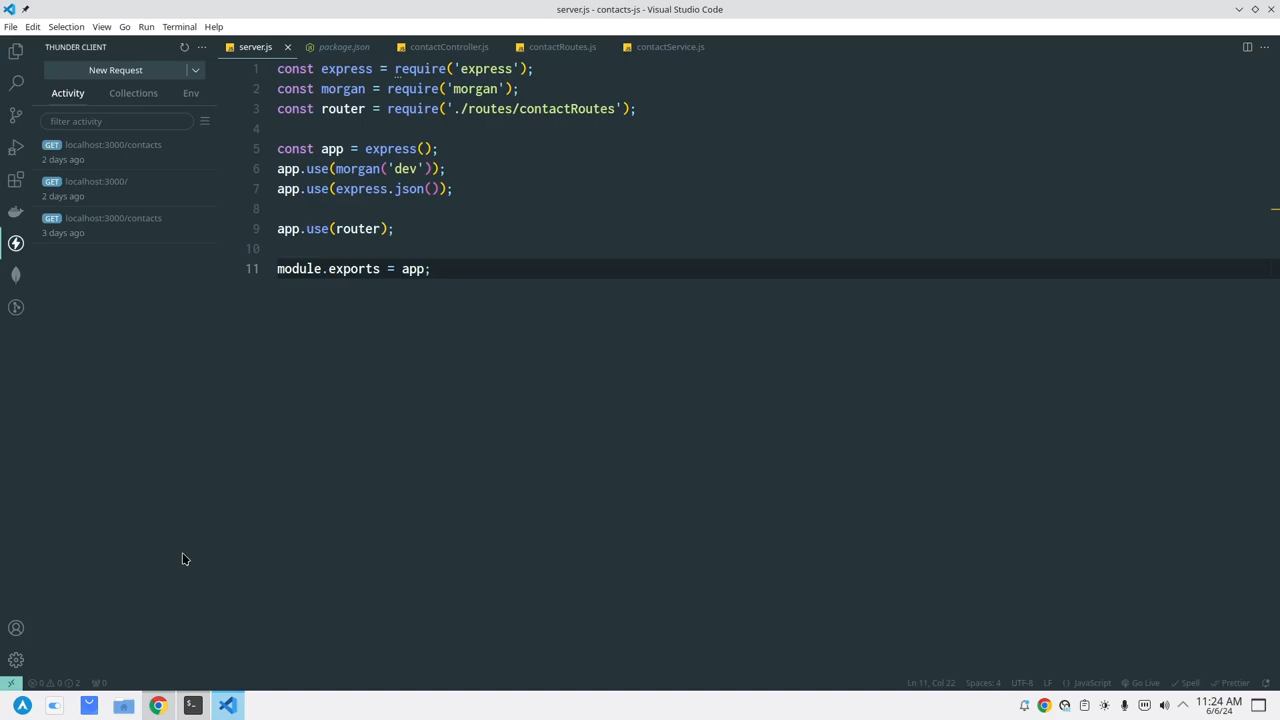 server.js - contacts-js - Visual Studio Code
File Edit Selection View Go Run Terminal Help
THUNDER CLIENT
server.js
package.json
contactController.js
contactRoutes.js
contactService.js
New Request
Activity Collections Env
filter activity
GET localhost:3000/contacts
2 days ago
GET localhost:3000/
2 days ago
GET localhost:3000/contacts
3 days ago
1 const express = require('express');
2 const morgan = require('morgan');
3 const router = require('./routes/contactRoutes');
4
5 const app = express();
6 app.use(morgan('dev'));
7 app.use(express.json());
8
9 app.use(router);
10
11 module.exports = app;
0 0 2 0
Ln 11, Col 22 Spaces: 4 UTF-8 LF {} JavaScript Go Live Spell Prettier
11:24 AM
6/6/24